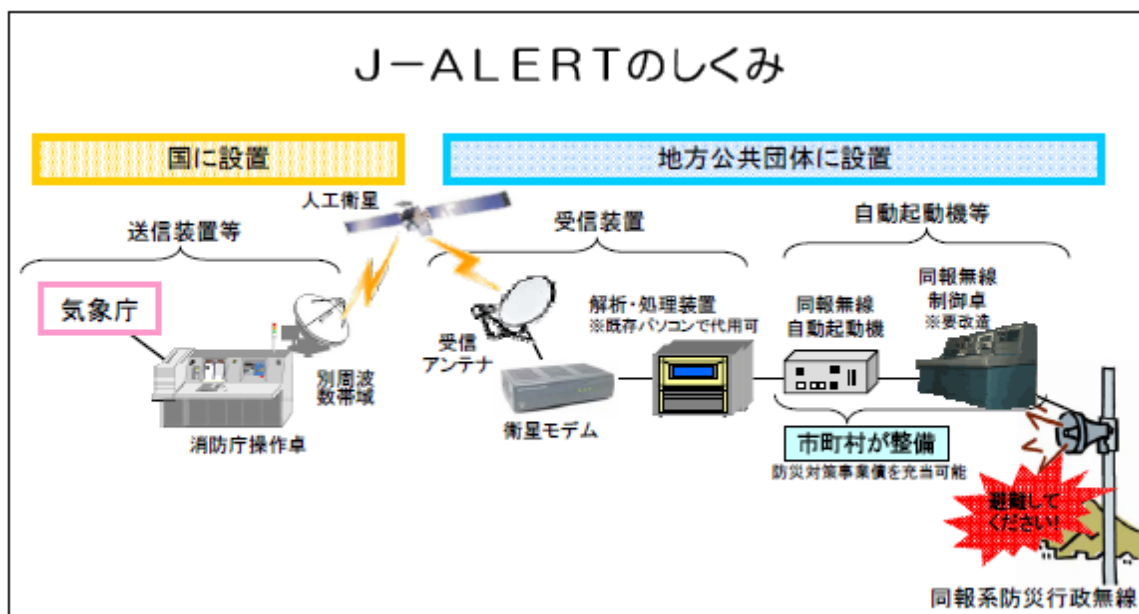 J-ALERTのしくみ
国に設置
地方公共団体に設置
人工衛星
送信装置等
受信装置
自動起動機等
気象庁
別周波
数帯域
消防庁操作卓
受信
アンテナ
衛星モデム
解析・処理装置
※既存パソコンで代用可
同報無線
自動起動機
同報無線
制御卓
※要改造
市町村が整備
防災対策事業債を充当可能
避難して
ください!
同報系防災行政無線